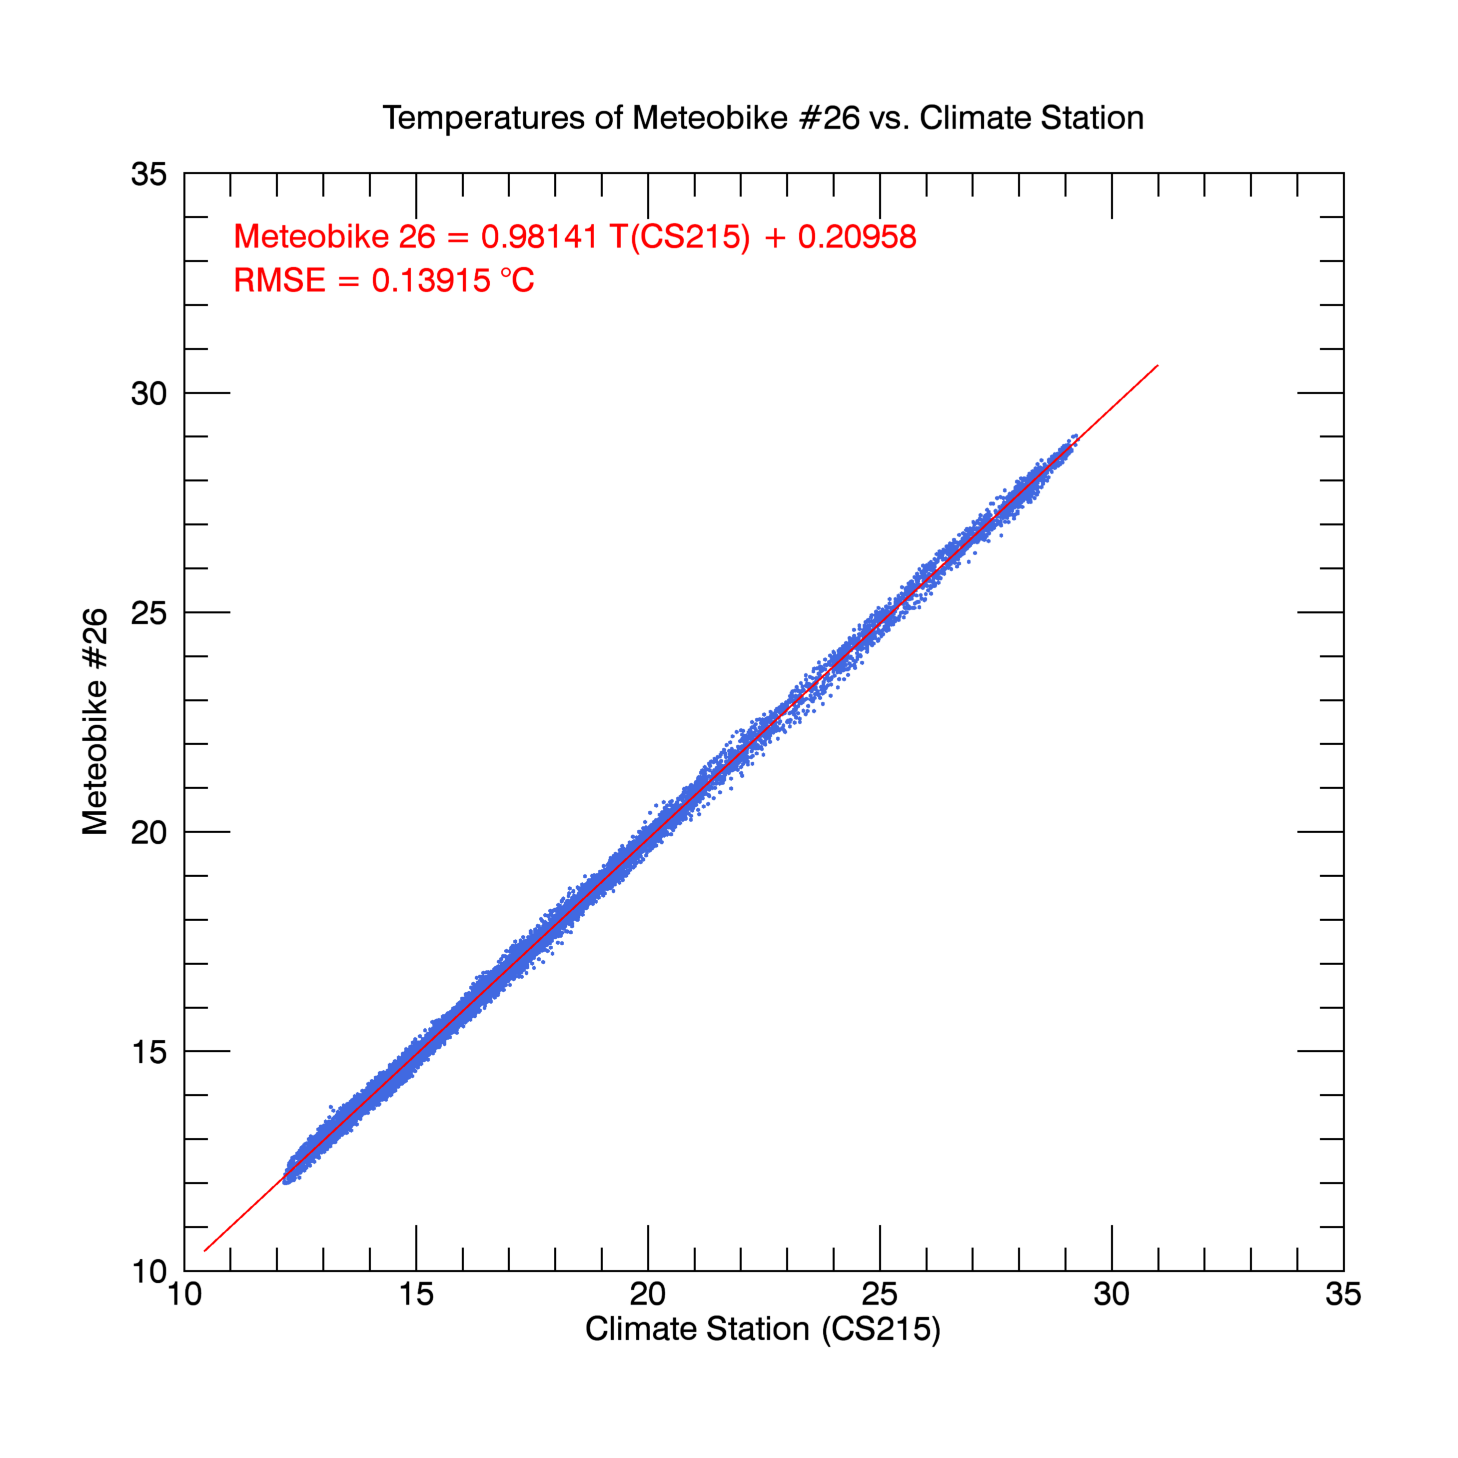 Temperatures of Meteobike #26 vs. Climate Station
Meteobike 26 = 0.98141 T(CS215) + 0.20958
RMSE = 0.13915 °C
35
30
25
20
15
10
Meteobike #26
10 15 20 25 30 35
Climate Station (CS215)